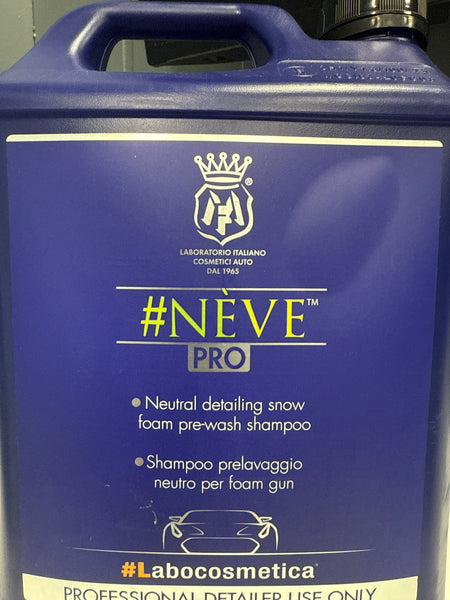 LABORATORIO ITALIANO
COSMETICI AUTO
DAL 1965
#NÈVE™
PRO
• Neutral detailing snow
foam pre-wash shampoo
• Shampoo prelavaggio
neutro per foam gun
#Labocosmetica®
PROFESSIONAL DETAILER USE ONLY